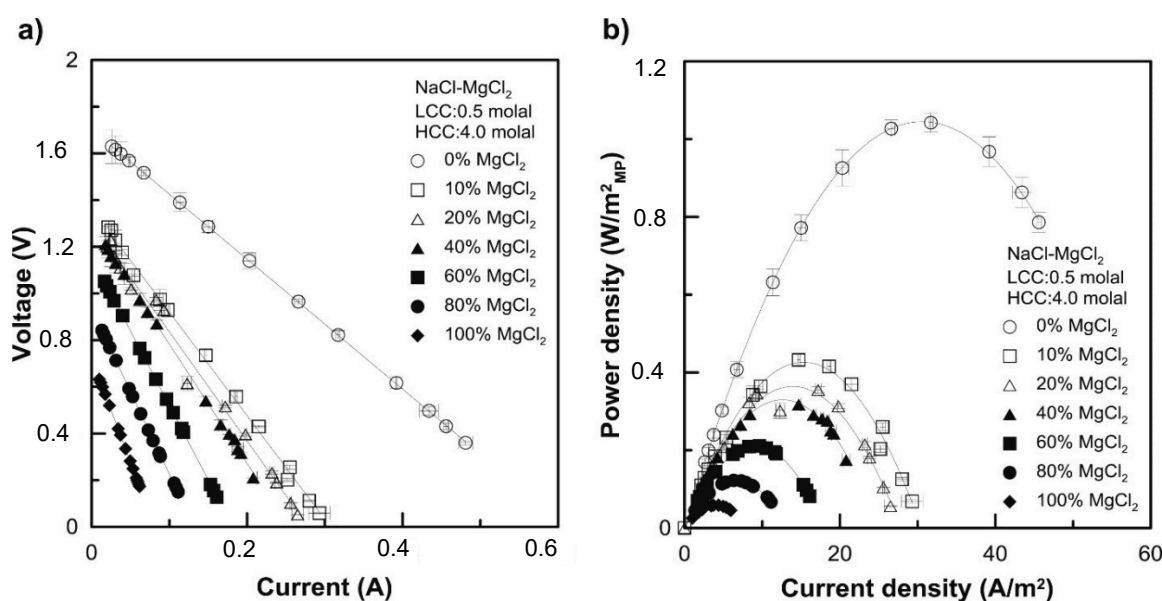 a)
2
1.6
1.2
0.8
0.4
0
Voltage (V)
NaCl-MgCl₂
LCC:0.5 molal
HCC:4.0 molal
0% MgCl₂
10% MgCl₂
20% MgCl₂
40% MgCl₂
60% MgCl₂
80% MgCl₂
100% MgCl₂
0
0.2
0.4
0.6
Current (A)
b)
1.2
0.8
0.4
0.0
Power density (W/m²MP)
NaCl-MgCl₂
LCC:0.5 molal
HCC:4.0 molal
0% MgCl₂
10% MgCl₂
20% MgCl₂
40% MgCl₂
60% MgCl₂
80% MgCl₂
100% MgCl₂
0
20
40
60
Current density (A/m²)